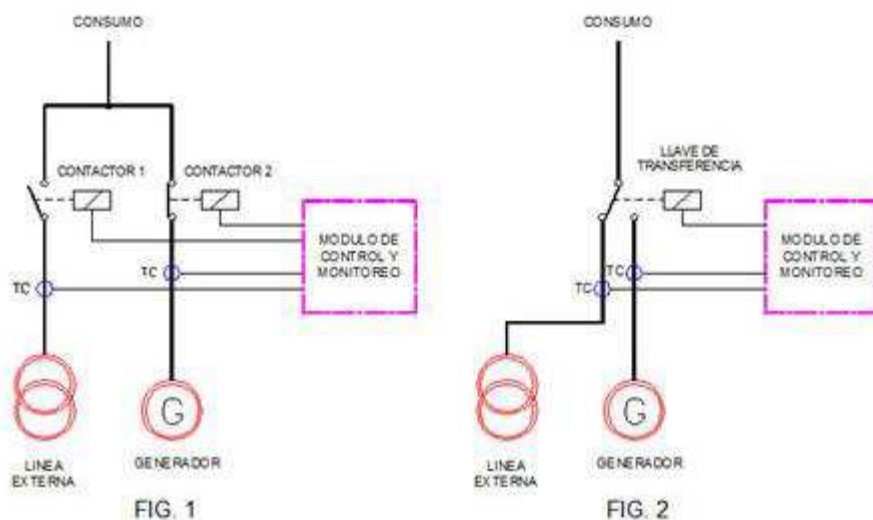 CONSUMO
CONTACTOR 1
CONTACTOR 2
MODULO DE
CONTROL Y
MONITOREO
TC
TC
G
LINEA
EXTERNA
GENERADOR
FIG. 1
CONSUMO
LLAVE DE
TRANSFERENCIA
MODULO DE
CONTROL Y
MONITOREO
TC
TC
G
LINEA
EXTERNA
GENERADOR
FIG. 2